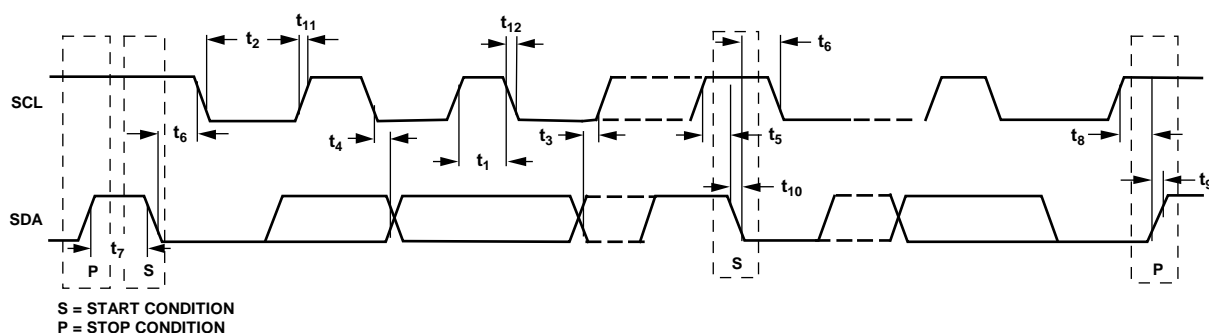 t11
t12
t2
t6
SCL
t6
t4
t3
t5
t8
t1
t9
t10
SDA
t7
P
S
S
P
S = START CONDITION
P = STOP CONDITION